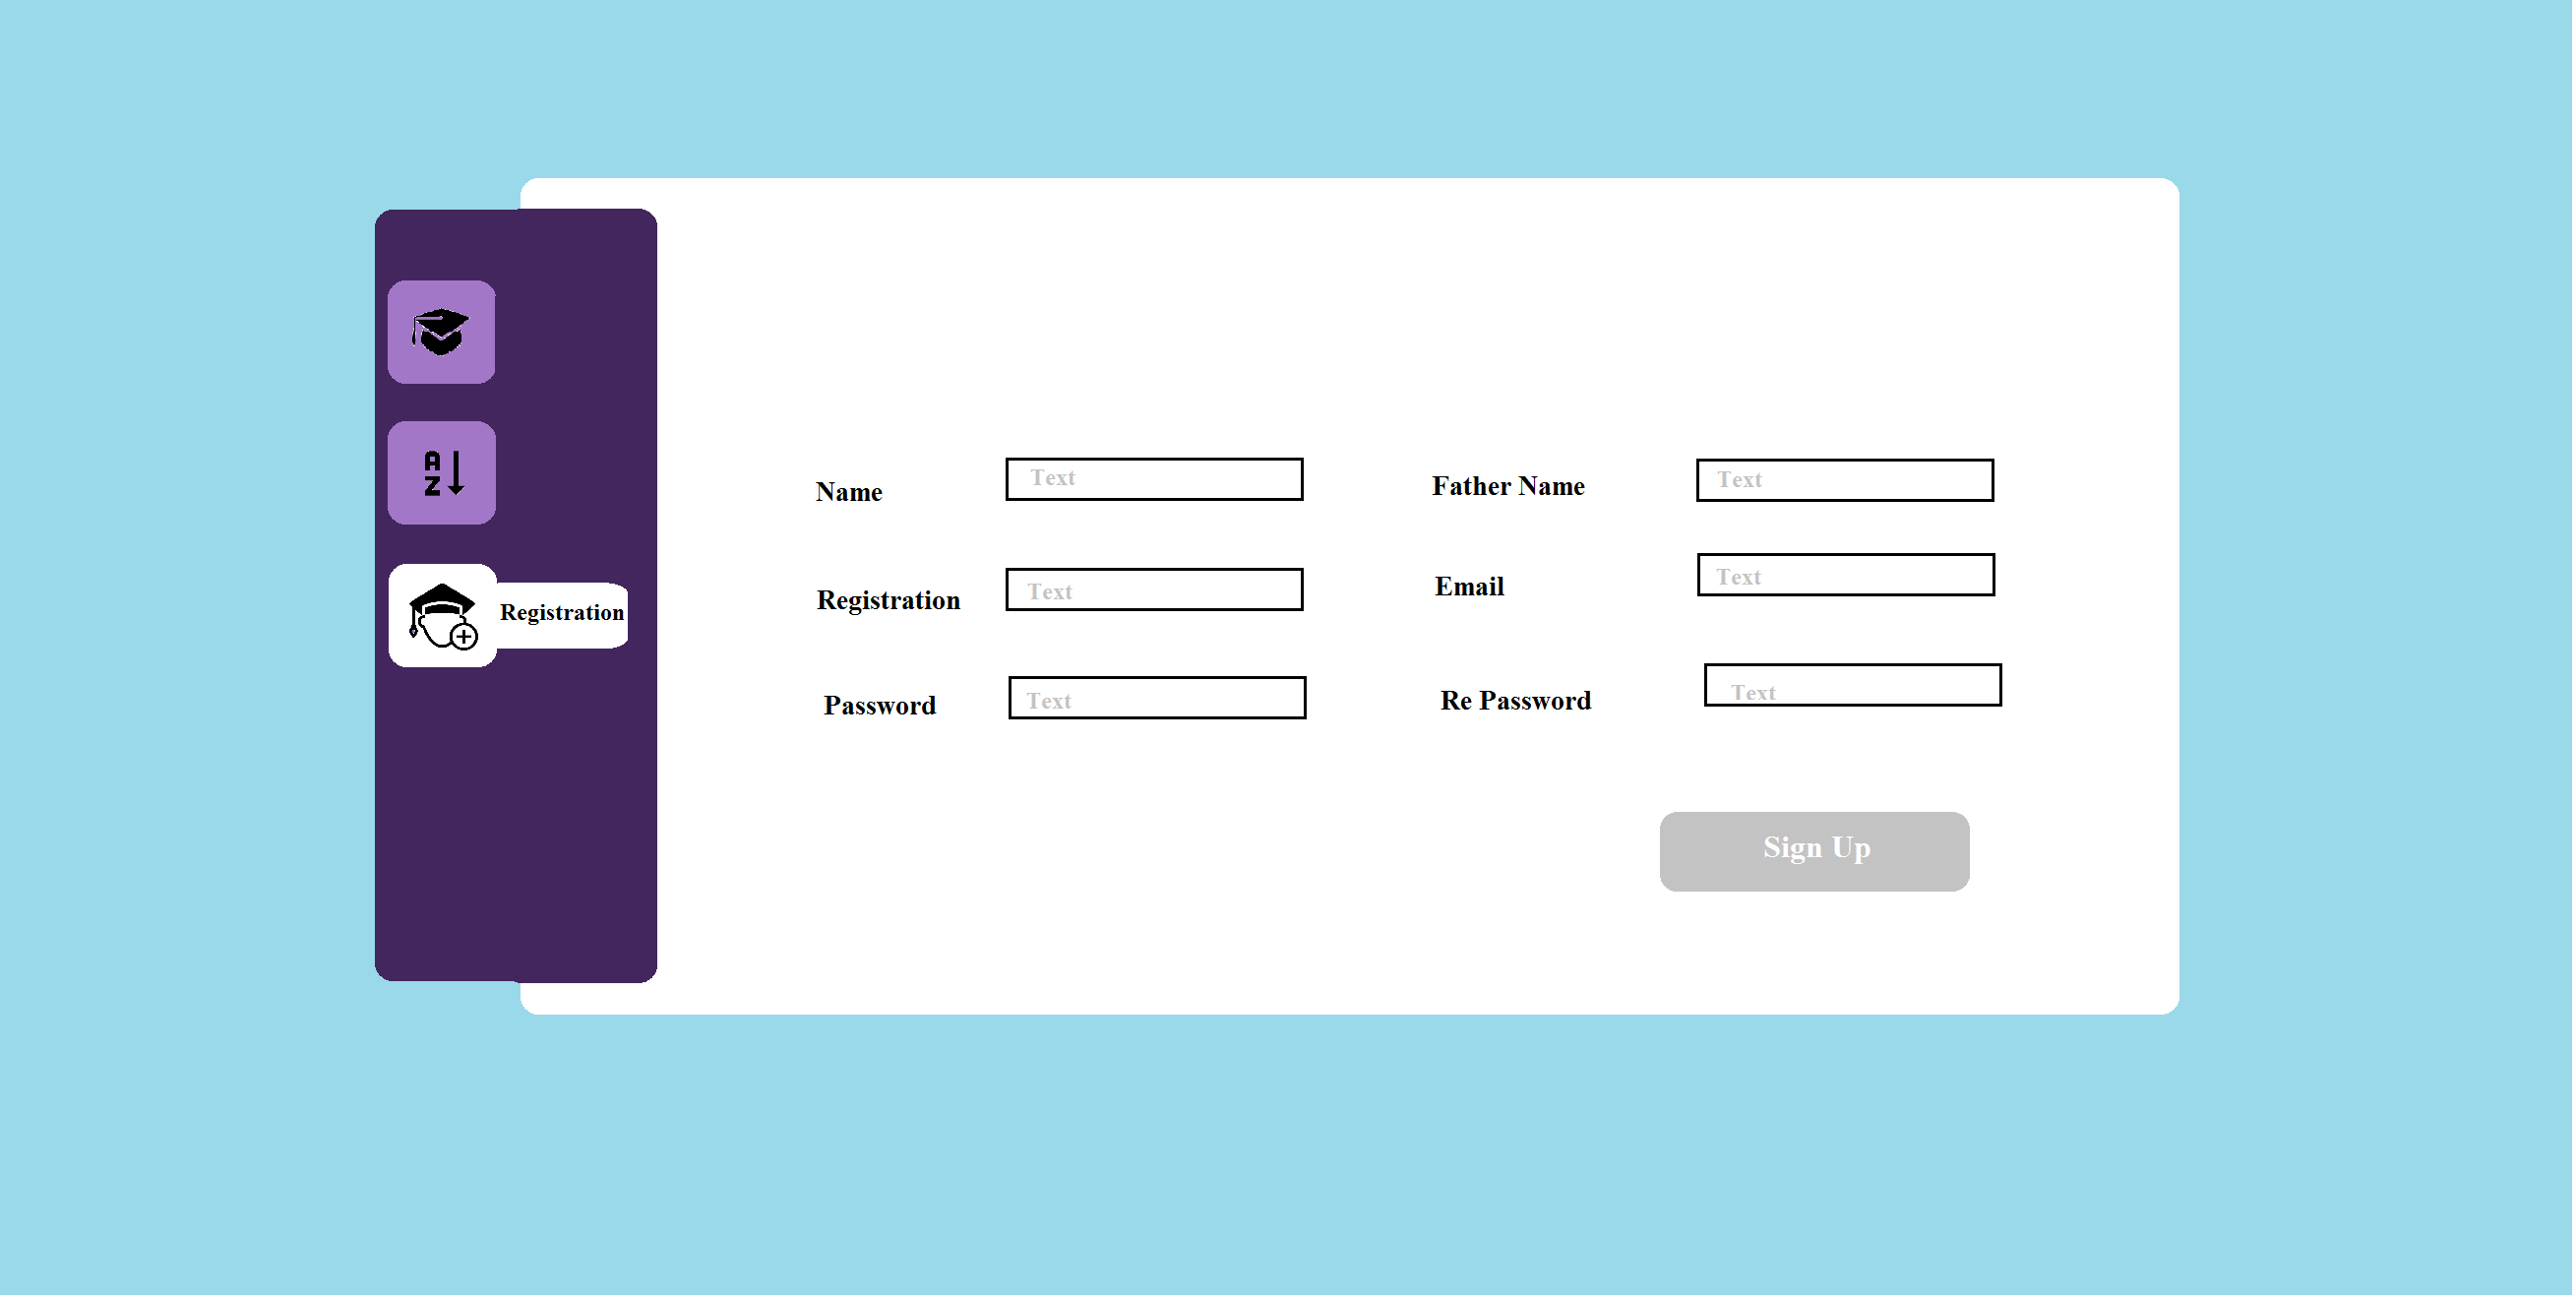 A
Z
Registration
Name
Text
Father Name
Text
Registration
Text
Email
Text
Password
Text
Re Password
Text
Sign Up